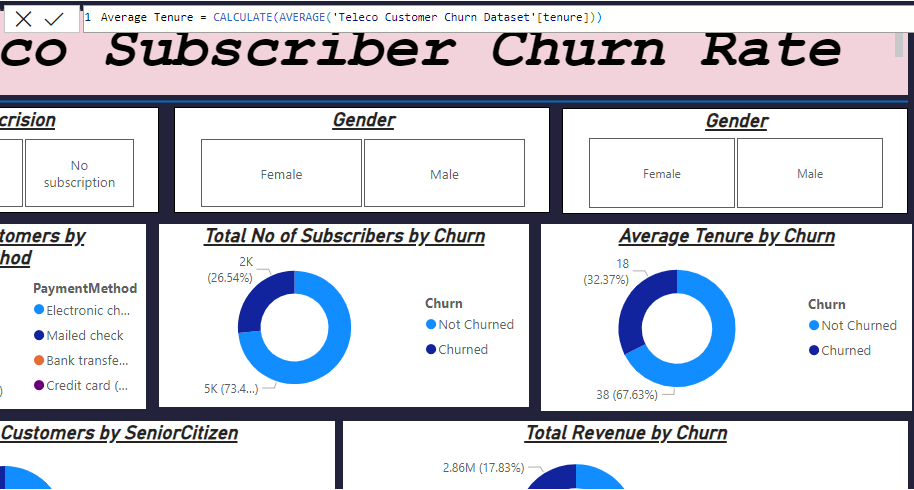 1 Average Tenure = CALCULATE(AVERAGE('Teleco Customer Churn Dataset'[tenure]))
co Subscriber Churn Rate
crision
Gender
Gender
No
subscription
Female
Male
Female
Male
tomers by
hod
PaymentMethod
Electronic ch...
Mailed check
Bank transfe...
Credit card (...
)
Total No of Subscribers by Churn
2K
(26.54%)
5K (73.4...)
Churn
Not Churned
Churned
Average Tenure by Churn
18
(32.37%)
38 (67.63%)
Churn
Not Churned
Churned
Customers by SeniorCitizen
Total Revenue by Churn
2.86M (17.83%)